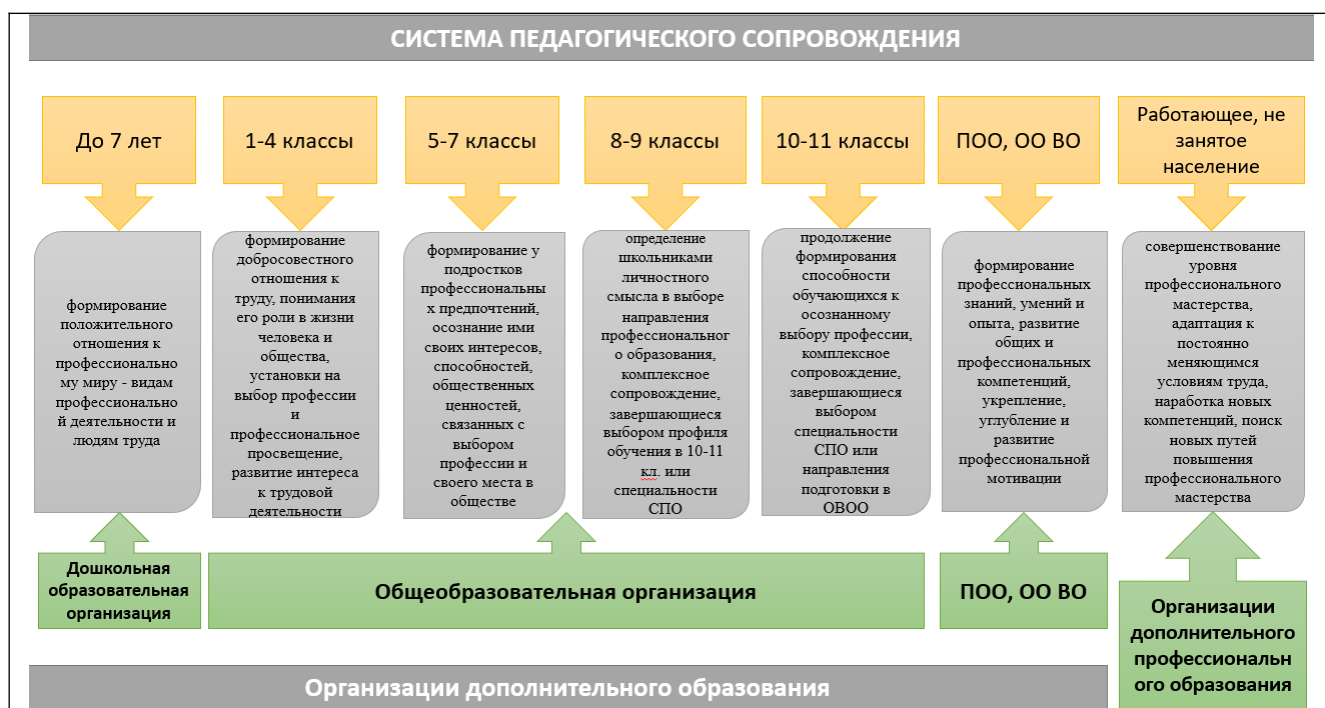 СИСТЕМА ПЕДАГОГИЧЕСКОГО СОПРОВОЖДЕНИЯ
До 7 лет
1-4 классы
5-7 классы
8-9 классы
10-11 классы
ПОО, ОО ВО
Работающее, не
занятое
население
формирование
положительного
отношения к
профессионально
му миру - видам
профессионально
й деятельности и
людям труда
формирование
добросовестного
отношения к
труду, понимания
его роли в жизни
человека и
общества,
установки на
выбор профессии
и
профессиональное
просвещение,
развитие интереса
к трудовой
деятельности
формирование у
подростков
профессиональны
х предпочтений,
осознание ими
своих интересов,
способностей,
общественных
ценностей,
связанных с
выбором
профессии и
своего места в
обществе
определение
школьниками
личностного
смысла в выборе
направления
профессиональног
о образования,
комплексное
сопровождение,
завершающиеся
выбором профиля
обучения в 10-11
кл. или
специальности
СПО
продолжение
формирования
способности
обучающихся к
осознанному
выбору профессии,
комплексное
сопровождение,
завершающиеся
выбором
специальности
СПО или
направления
подготовки в
ОВОО
формирование
профессиональных
знаний, умений и
опыта, развитие
общих и
профессиональных
компетенций,
укрепление,
углубление и
развитие
профессиональной
мотивации
совершенствование
уровня
профессионального
мастерства,
адаптация к
постоянно
меняющимся
условиям труда,
наработка новых
компетенций, поиск
новых путей
повышения
профессионального
мастерства
Дошкольная
образовательная
организация
Общеобразовательная организация
ПОО, ОО ВО
Организации
дополнительного
профессиональн
ого образования
Организации дополнительного образования